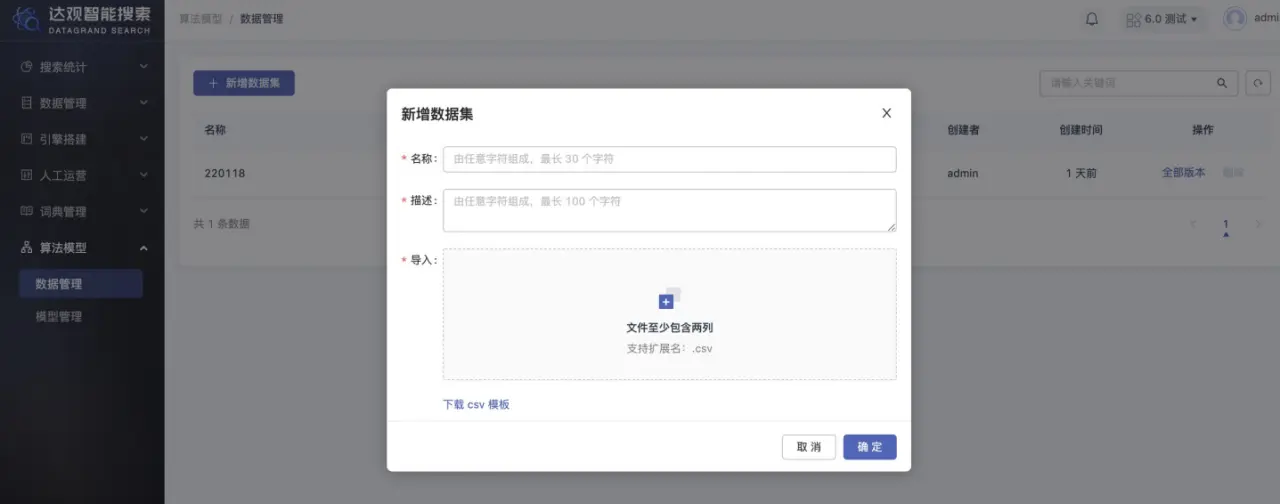 达观智能搜索
DATAGRAND SEARCH
算法模型 / 数据管理
6.0 测试
admi
搜索统计
数据管理
引擎搭建
人工运营
词典管理
算法模型
数据管理
模型管理
+ 新增数据集
请输入关键词
名称
创建者
创建时间
操作
220118
admin
1 天前
全部版本
共 1 条数据
1
新增数据集
* 名称：
由任意字符组成，最长 30 个字符
* 描述：
由任意字符组成，最长 100 个字符
* 导入：
文件至少包含两列
支持扩展名：.csv
下载 csv 模板
取 消
确 定